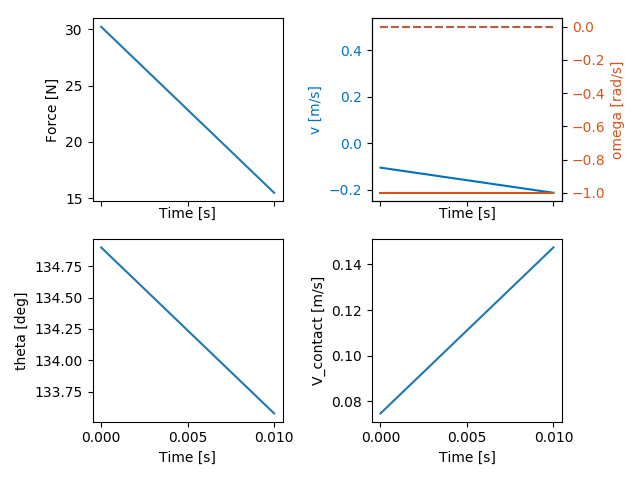 30
25
20
15
Force [N]
Time [s]
0.4
0.2
0.0
−0.2
v [m/s]
0.0
−0.2
−0.4
−0.6
−0.8
−1.0
omega [rad/s]
Time [s]
134.75
134.50
134.25
134.00
133.75
theta [deg]
0.000 0.005 0.010
Time [s]
0.14
0.12
0.10
0.08
V_contact [m/s]
0.000 0.005 0.010
Time [s]